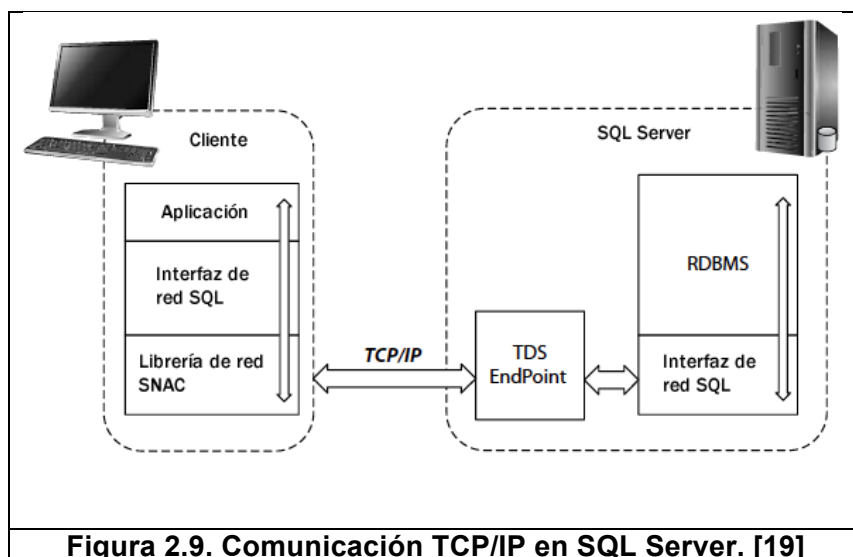 Cliente
SQL Server
Aplicación
Interfaz de
red SQL
Librería de red
SNAC
TCP/IP
TDS
EndPoint
RDBMS
Interfaz de
red SQL
Figura 2.9. Comunicación TCP/IP en SQL Server. [19]